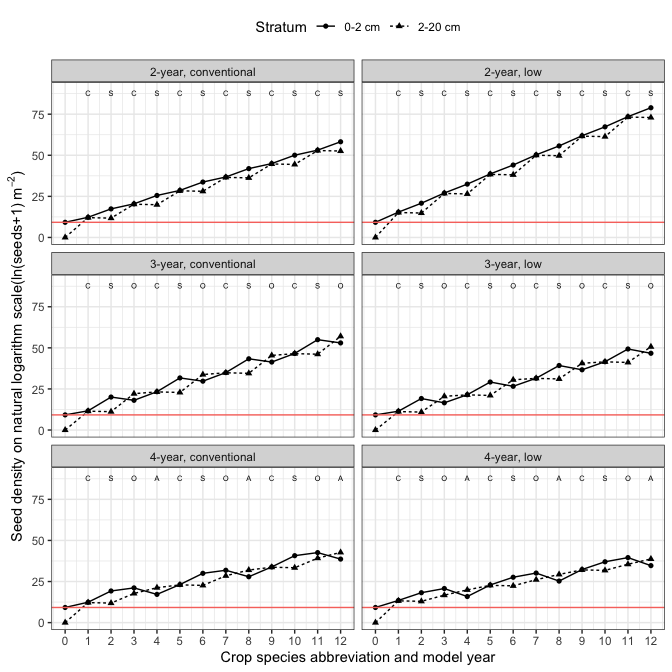 Stratum 0-2 cm 2-20 cm
Seed density on natural logarithm scale(ln(seeds+1) m⁻²)
2-year, conventional 2-year, low
C S C S C S C S C S C S C S C S C S C S C S C S
75
50
25
0
3-year, conventional 3-year, low
C S O C S O C S O C S O C S O C S O C S O C S O
75
50
25
0
4-year, conventional 4-year, low
C S O A C S O A C S O A C S O A C S O A C S O A
75
50
25
0
0 1 2 3 4 5 6 7 8 9 10 11 12 0 1 2 3 4 5 6 7 8 9 10 11 12
Crop species abbreviation and model year